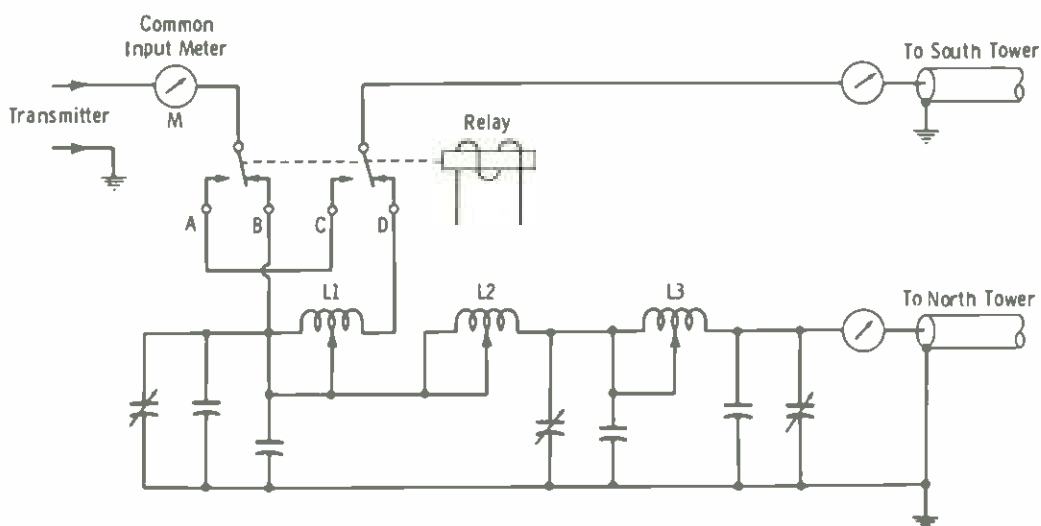 Common
Input Meter
To South Tower
Transmitter
M
Relay
A
B
C
D
L1
L2
L3
To North Tower